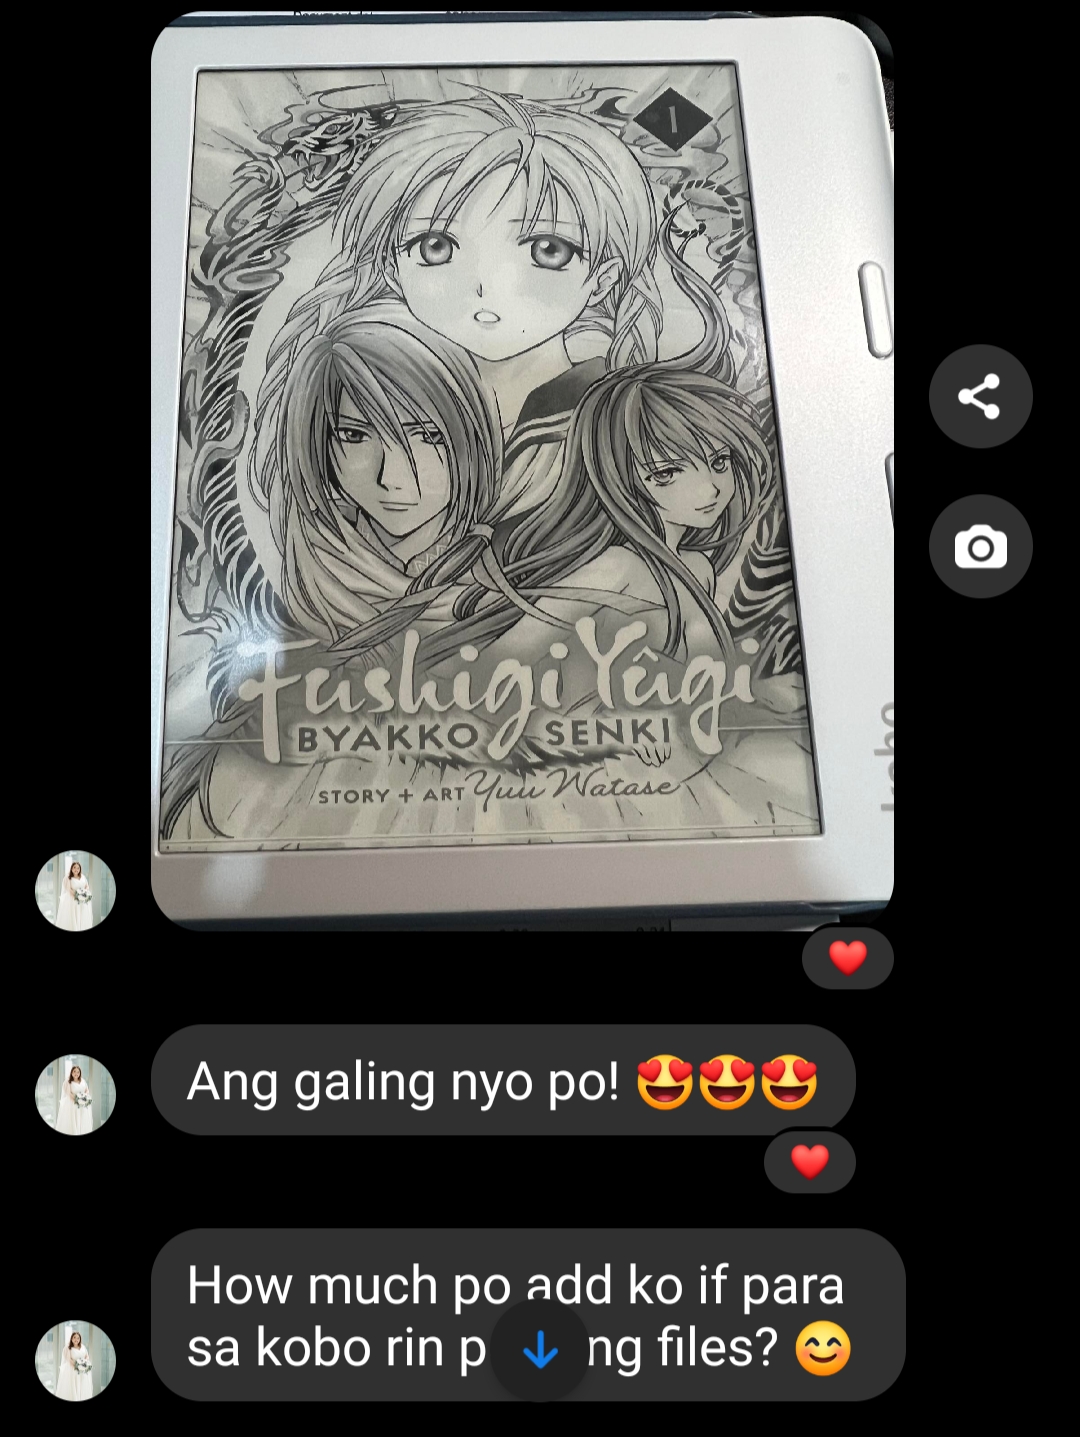 1
Fushigi Yûgi
BYAKKO SENKI
STORY + ART Yuu Watase
kobo
Ang galing nyo po! 😍😍😍
How much po add ko if para
sa kobo rin ng files? 😊